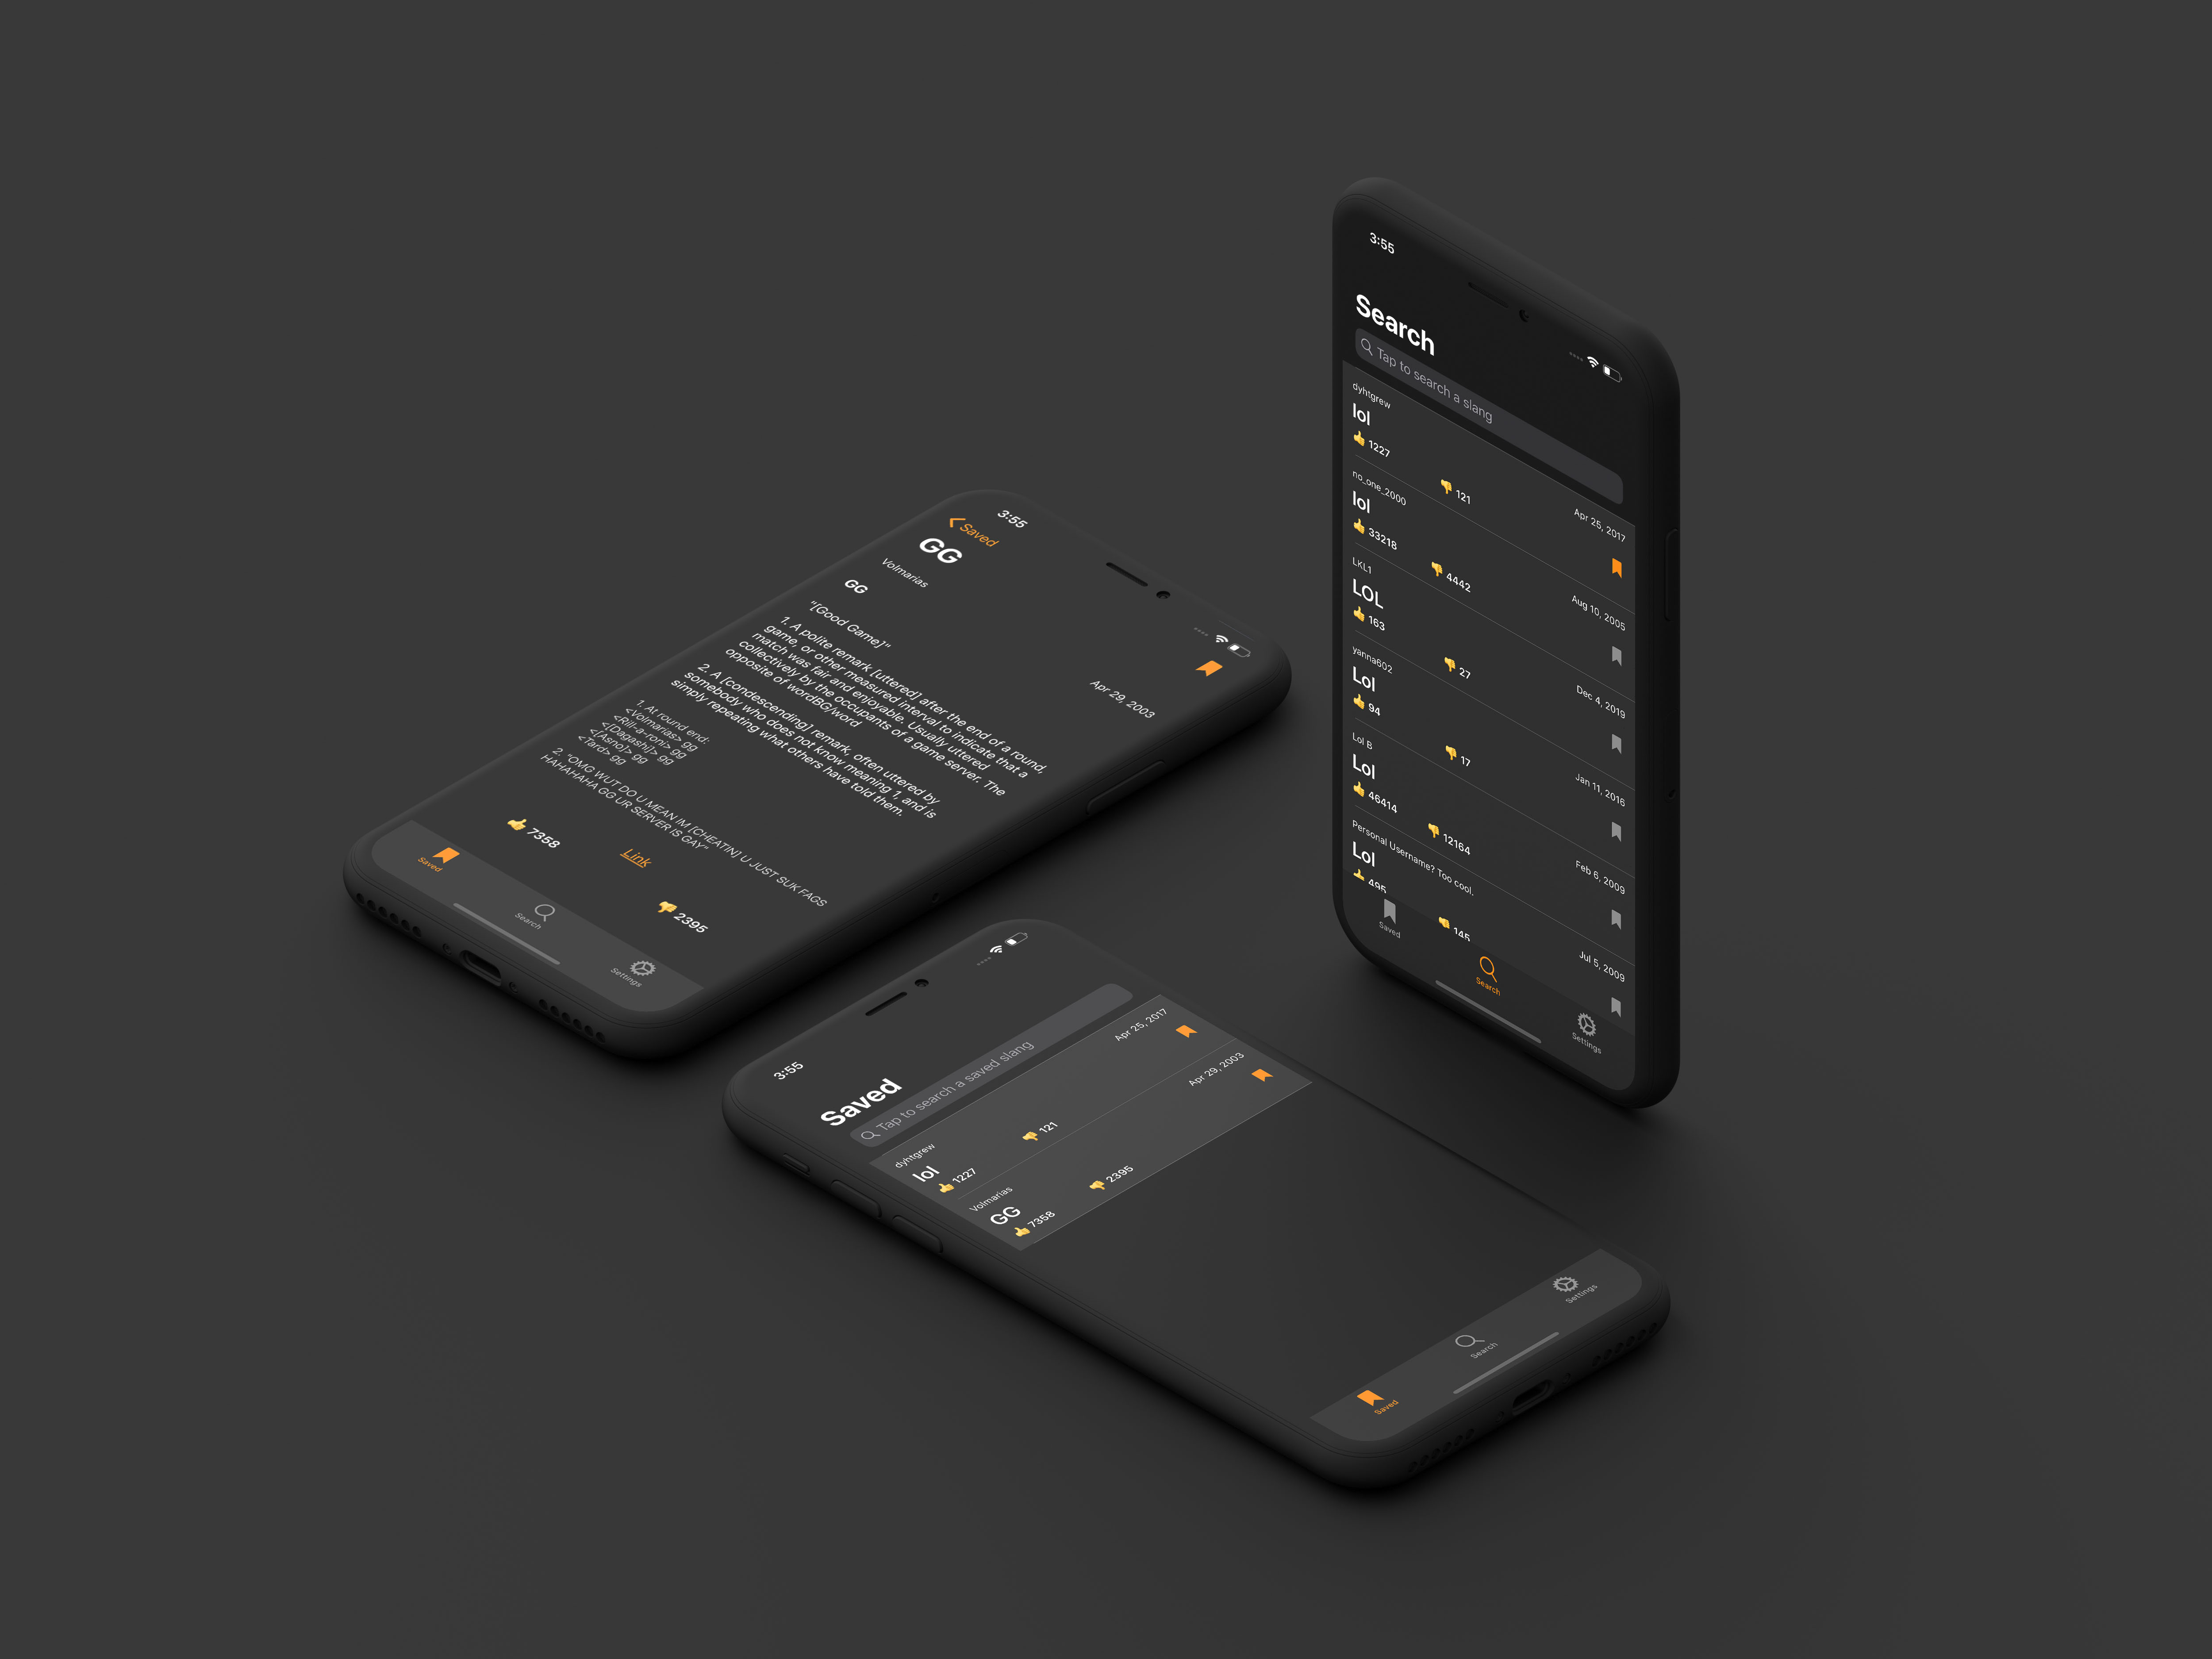 3:55
Saved
GG
Volmarias
GG
Apr 29, 2003
"[Good Game]"
1. A polite remark [uttered] after the end of a round,
game, or other measured interval to indicate that a
match was fair and enjoyable. Usually uttered
collectively by the occupants of a game server. The
opposite of wordBG/word
2. A [condescending] remark, often uttered by
somebody who does not know meaning 1, and is
simply repeating what others have told them.
1. At round end:
<Volmarias> gg
<Rill-a-roni> gg
<[Dagashi]> gg
<[Asno]> gg
<Tard> gg
2. "OMG WUT DO U MEAN IM [CHEATIN] U JUST SUK FAGS
HAHAHAHA GG UR SERVER IS GAY"
7358
Link
2395
Saved
Search
Settings
3:55
Search
Tap to search a slang
dyhtgrew
Apr 25, 2017
lol
1227
121
no_one_2000
Aug 10, 2005
lol
33218
4442
LKL1
Dec 4, 2019
LOL
163
27
yanna602
Jan 11, 2016
Lol
94
17
Lol B
Feb 6, 2009
Lol
46414
12164
Personal Username? Too cool.
Jul 5, 2009
Lol
495
145
Saved
Search
Settings
3:55
Saved
Tap to search a saved slang
dyhtgrew
Apr 25, 2017
lol
1227
121
Volmarias
Apr 29, 2003
GG
7358
2395
Saved
Search
Settings